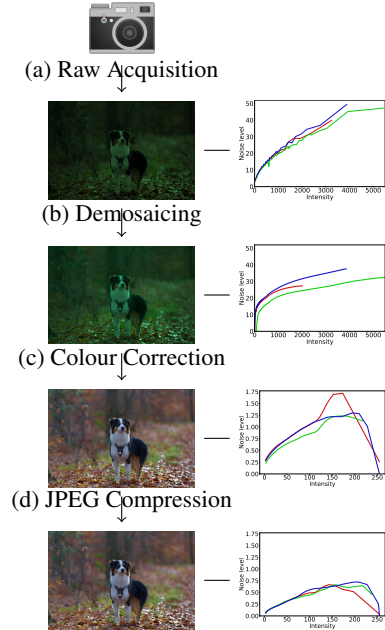 (a) Raw Acquisition
50
40
30
20
10
0
Noise level
0 1000 2000 3000 4000 5000
Intensity
(b) Demosaicing
50
40
30
20
10
0
Noise level
0 1000 2000 3000 4000 5000
Intensity
(c) Colour Correction
1.75
1.50
1.25
1.00
0.75
0.50
0.25
0.00
Noise level
0 50 100 150 200 250
Intensity
(d) JPEG Compression
1.75
1.50
1.25
1.00
0.75
0.50
0.25
0.00
Noise level
0 50 100 150 200 250
Intensity